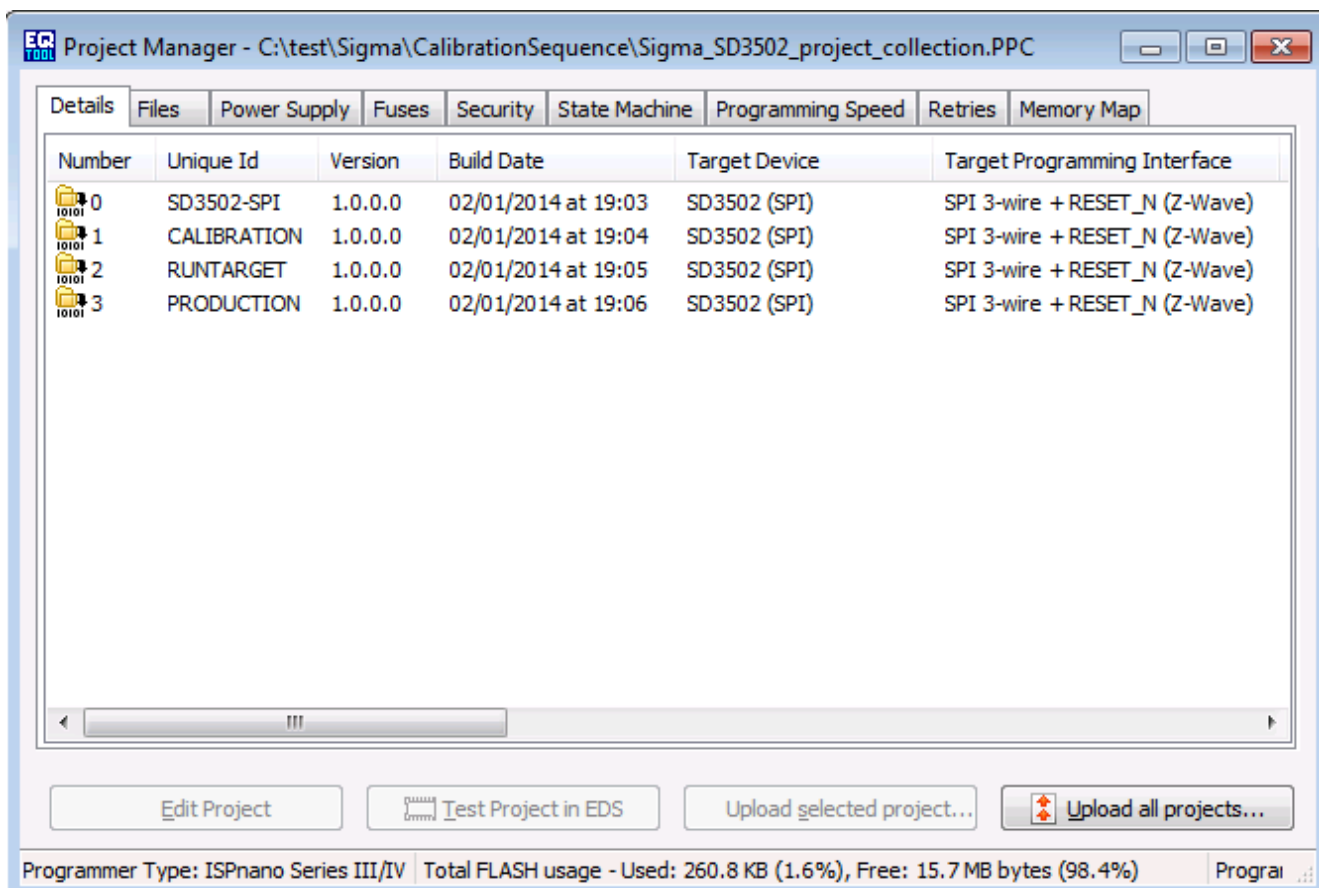 EQ TOOL Project Manager - C:\test\Sigma\CalibrationSequence\Sigma_SD3502_project_collection.PPC
Details Files Power Supply Fuses Security State Machine Programming Speed Retries Memory Map
Number Unique Id Version Build Date Target Device Target Programming Interface
10101 0 SD3502-SPI 1.0.0.0 02/01/2014 at 19:03 SD3502 (SPI) SPI 3-wire + RESET_N (Z-Wave)
10101 1 CALIBRATION 1.0.0.0 02/01/2014 at 19:04 SD3502 (SPI) SPI 3-wire + RESET_N (Z-Wave)
10101 2 RUNTARGET 1.0.0.0 02/01/2014 at 19:05 SD3502 (SPI) SPI 3-wire + RESET_N (Z-Wave)
10101 3 PRODUCTION 1.0.0.0 02/01/2014 at 19:06 SD3502 (SPI) SPI 3-wire + RESET_N (Z-Wave)
Edit Project Test Project in EDS Upload selected project... Upload all projects...
Programmer Type: ISPnano Series III/IV Total FLASH usage - Used: 260.8 KB (1.6%), Free: 15.7 MB bytes (98.4%) Progra